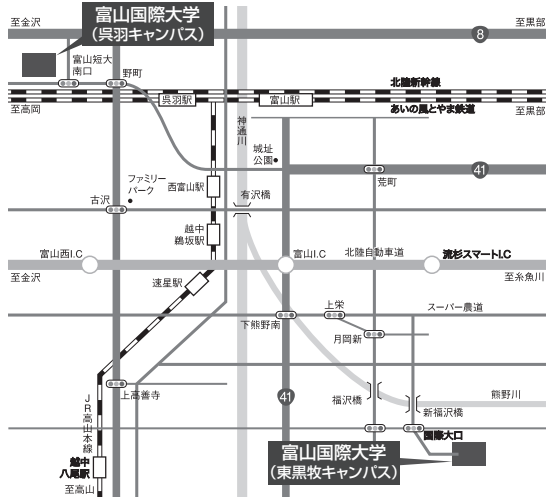 至金沢
富山国際大学
（呉羽キャンパス）
至黒部
8
富山短大
南口
野町
北陸新幹線
呉羽駅
富山駅
至高岡
あいの風とやま鉄道
至黒部
神通川
城址
公園
41
荒町
ファミリー
パーク
西富山駅
有沢橋
古沢
越中
鵜坂駅
富山西I.C
富山I.C
北陸自動車道
流杉スマートI.C
至金沢
至糸魚川
速星駅
上栄
スーパー農道
下熊野南
月岡新
上高善寺
41
福沢橋
熊野川
新福沢橋
JR高山本線
国際大口
越中
八尾駅
富山国際大学
（東黒牧キャンパス）
至高山